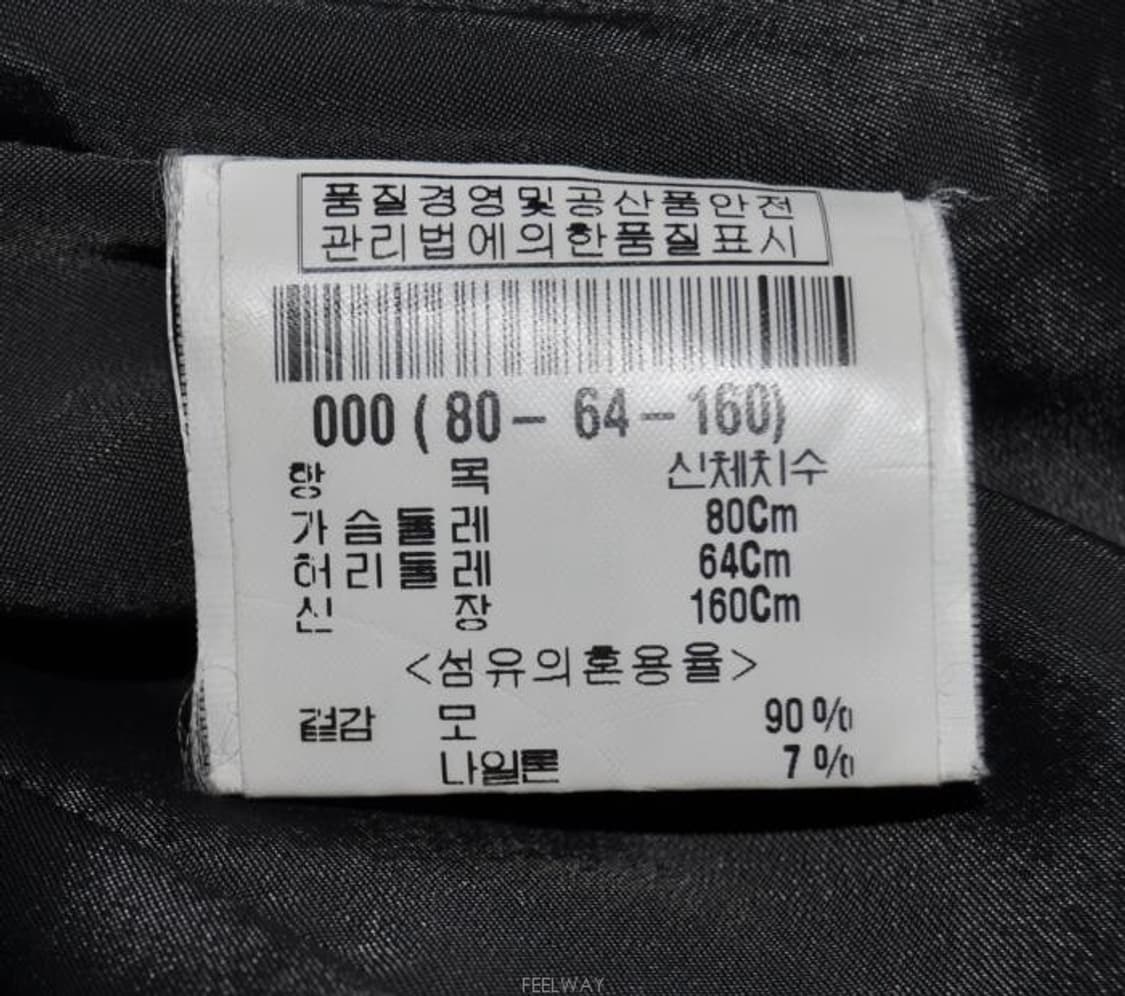 품질경영및공산품안전
관리법에의한품질표시
000 ( 80 - 64 - 160)
항 목 신체치수
가슴둘레 80Cm
허리둘레 64Cm
신 장 160Cm
<섬유의혼용율>
겉감 모 90%
나일론 7%
FEELWAY